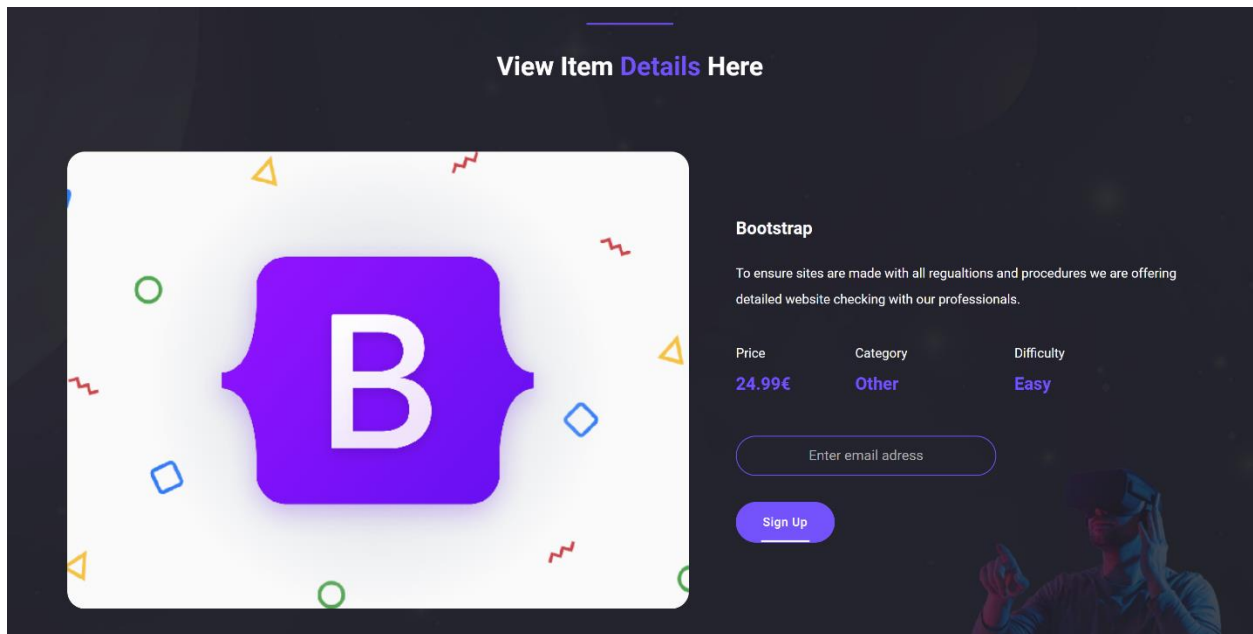 View Item Details Here
B
Bootstrap
To ensure sites are made with all regualtions and procedures we are offering
detailed website checking with our professionals.
Price Category Difficulty
24.99€ Other Easy
Enter email adress
Sign Up